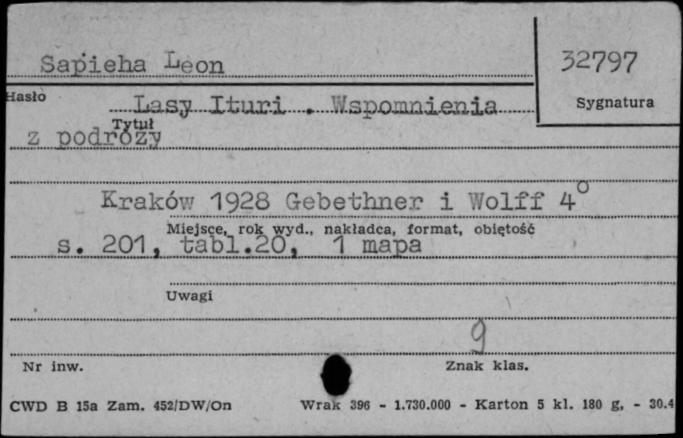 Sapieha Leon
32797
Hasło
Sygnatura
Lasy Ituri . Wspomnienia
Tytuł
z podróży
Kraków 1928 Gebethner i Wolff 4°
Miejsce, rok wyd., nakładca, format, objętość
s. 201, tabl.20, 1 mapa
Uwagi
9
Nr inw.
Znak klas.
CWD B 15a Zam. 452/DW/On
Wrak 396 - 1.730.000 - Karton 5 kl. 180 g, - 30.4